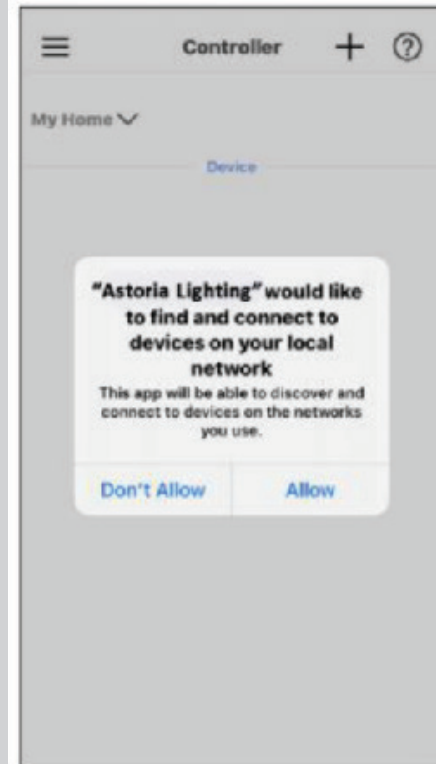 Controller
My Home
Device
"Astoria Lighting" would like
to find and connect to
devices on your local
network
This app will be able to discover and
connect to devices on the networks
you use.
Don't Allow
Allow